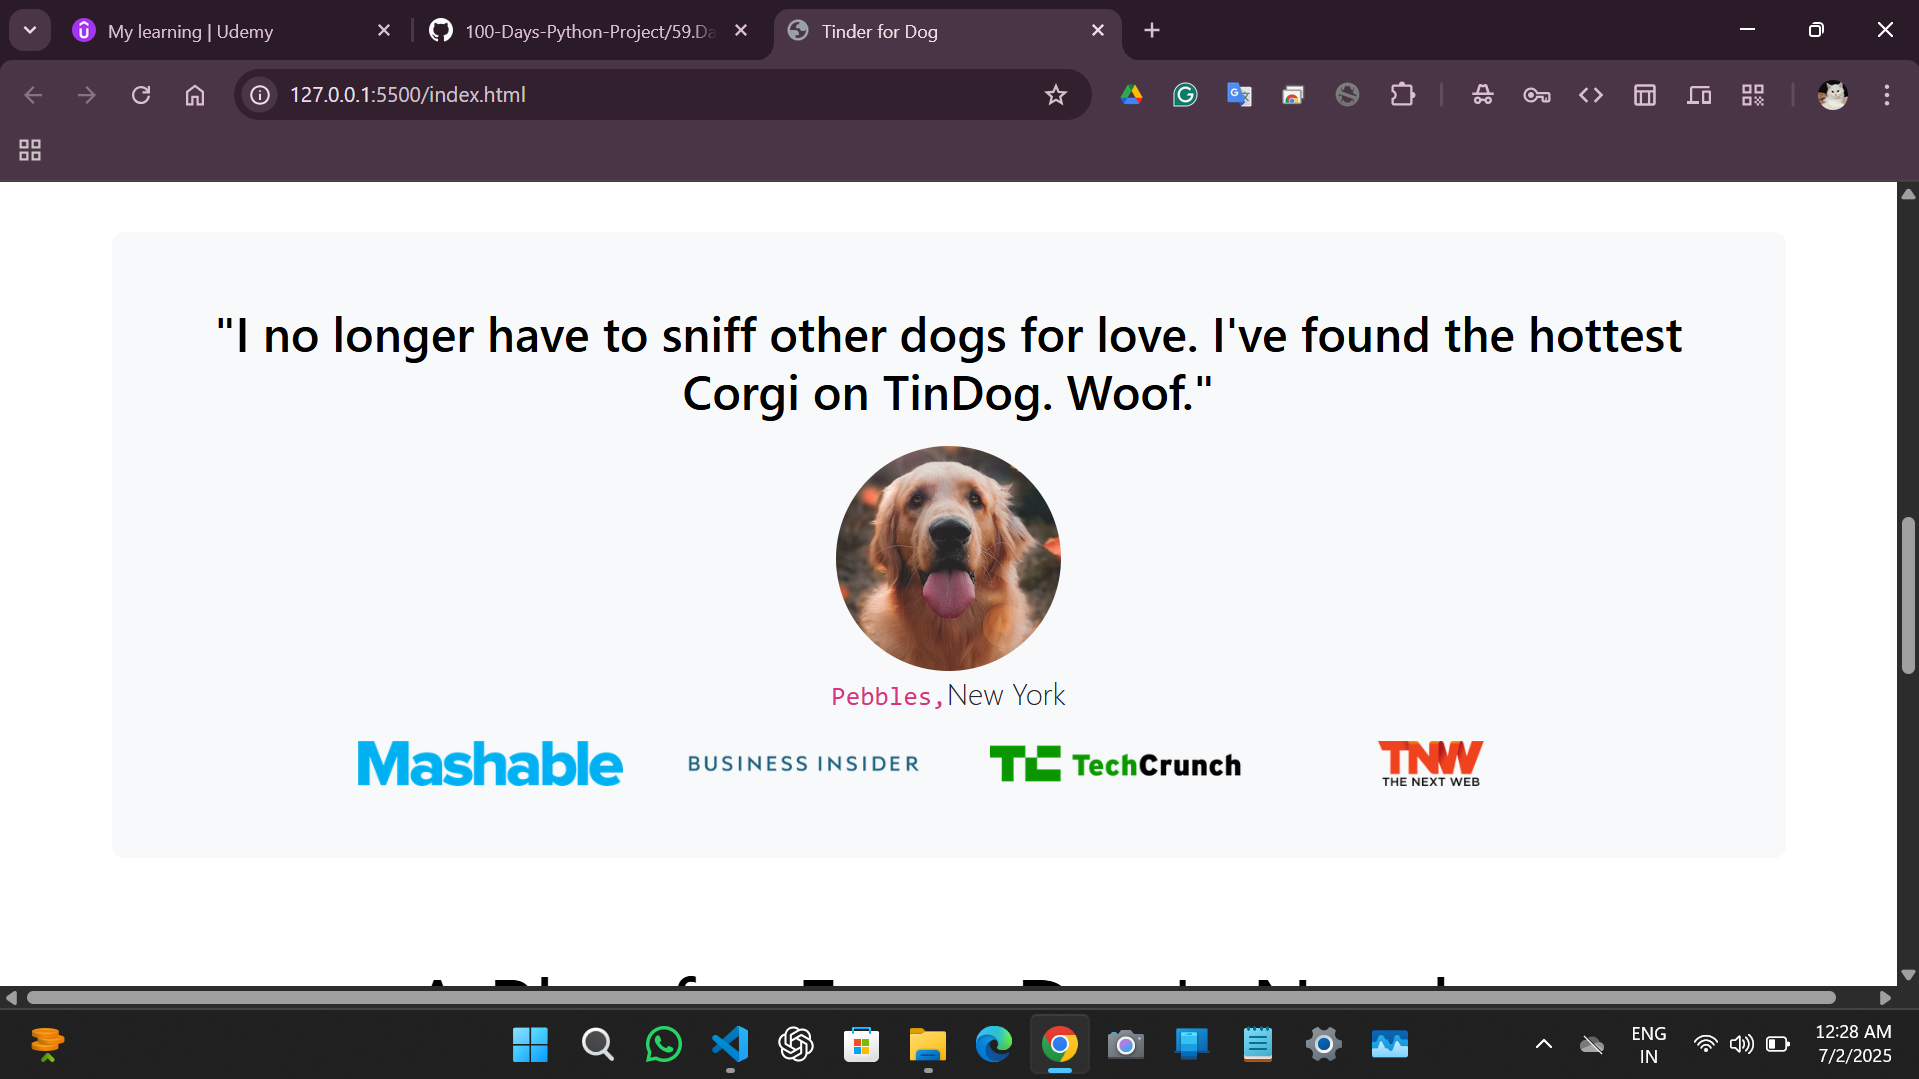 My learning | Udemy
100-Days-Python-Project/59.Da
Tinder for Dog
127.0.0.1:5500/index.html
"I no longer have to sniff other dogs for love. I've found the hottest
Corgi on TinDog. Woof."
Pebbles,New York
Mashable
BUSINESS INSIDER
TC TechCrunch
TNW
THE NEXT WEB
ENG
IN
12:28 AM
7/2/2025